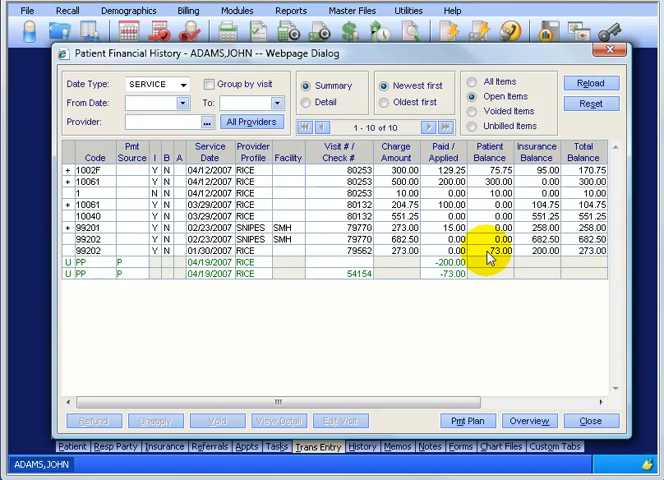 File Recall Demographics Billing Modules Reports Master Files Utilities Help
Patient Financial History - ADAMS,JOHN -- Webpage Dialog
Date Type: SERVICE Group by visit Summary Newest first All Items Reload
Open Items
From Date: To: Detail Oldest first Voided Items Reset
Provider: ... All Providers 1 - 10 of 10 Unbilled Items
Code Pmt Source I B A Service Date Provider Profile Facility Visit # / Check # Charge Amount Paid / Applied Patient Balance Insurance Balance Total Balance
+ 1002F Y N 04/12/2007 RICE 80253 300.00 129.25 75.75 95.00 170.75
+ 10061 Y N 04/12/2007 RICE 80253 500.00 200.00 300.00 0.00 300.00
1 N N 04/12/2007 RICE 80253 10.00 0.00 10.00 0.00 10.00
+ 10061 Y N 03/29/2007 RICE 80132 204.75 100.00 0.00 104.75 104.75
10040 Y N 03/29/2007 RICE 80132 551.25 0.00 0.00 551.25 551.25
+ 99201 Y N 02/23/2007 SNIPES SMH 79770 273.00 15.00 0.00 258.00 258.00
99202 Y N 02/23/2007 SNIPES SMH 79770 682.50 0.00 0.00 682.50 682.50
99202 Y N 01/30/2007 RICE 79562 273.00 0.00 73.00 200.00 273.00
U PP P 04/19/2007 RICE -200.00
U PP P 04/19/2007 RICE 54154 -73.00
Refund Unapply Void View Detail Edit Visit Pmt Plan Overview Close
Patient Resp Party Insurance Referrals Appts Tasks Trans Entry History Memos Notes Forms Chart Files Custom Tabs
ADAMS,JOHN